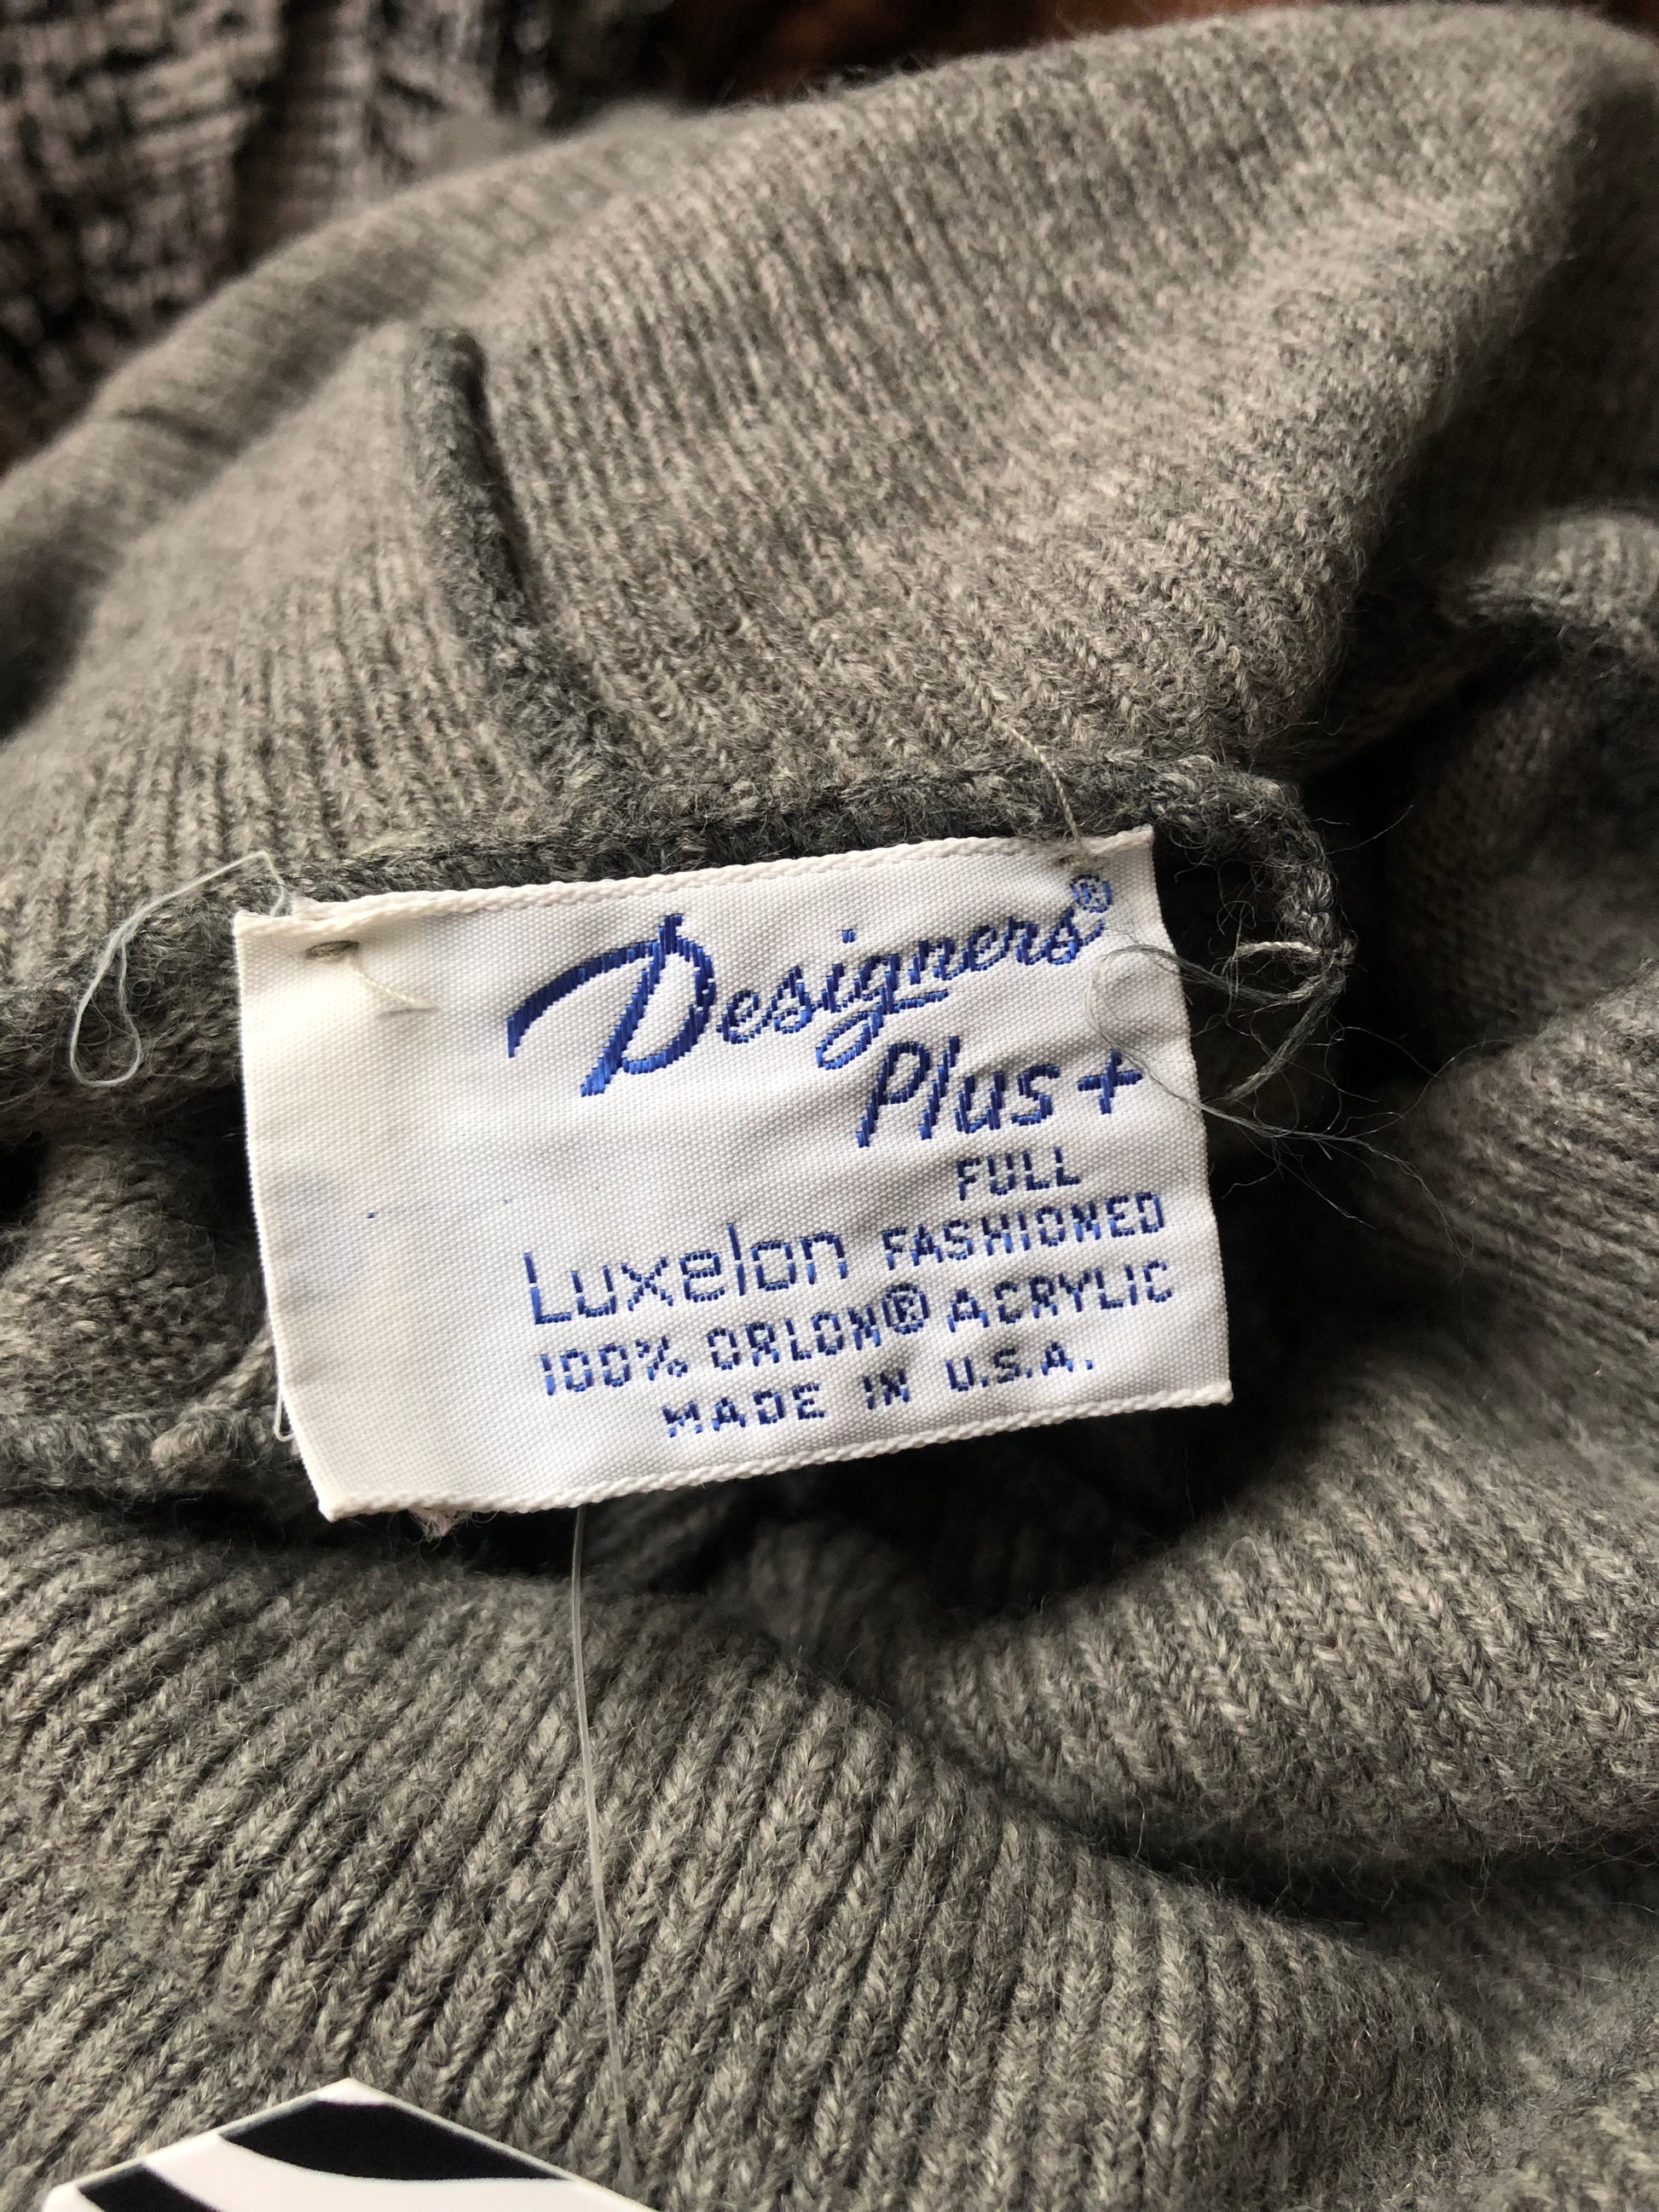 Designers®
Plus+
FULL
Luxelon FASHIONED
100% ORLON® ACRYLIC
MADE IN U.S.A.